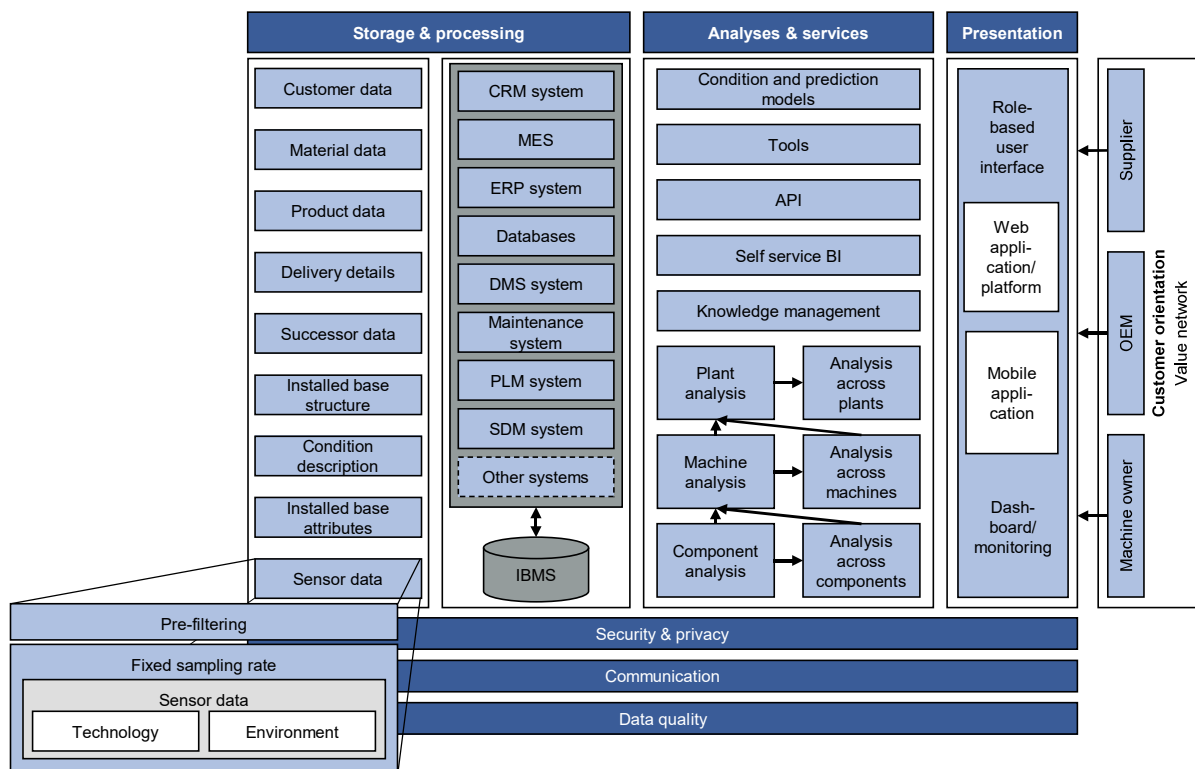 Storage & processing
Analyses & services
Presentation
Customer data
Material data
Product data
Delivery details
Successor data
Installed base
structure
Condition
description
Installed base
attributes
Sensor data
CRM system
MES
ERP system
Databases
DMS system
Maintenance
system
PLM system
SDM system
Other systems
IBMS
Condition and prediction
models
Tools
API
Self service BI
Knowledge management
Plant
analysis
Analysis
across
plants
Machine
analysis
Analysis
across
machines
Component
analysis
Analysis
across
components
Role-
based
user
interface
Web
appli-
cation/
platform
Mobile
appli-
cation
Dash-
board/
monitoring
Supplier
OEM
Machine owner
Customer orientation
Value network
Pre-filtering
Fixed sampling rate
Sensor data
Technology
Environment
Security & privacy
Communication
Data quality